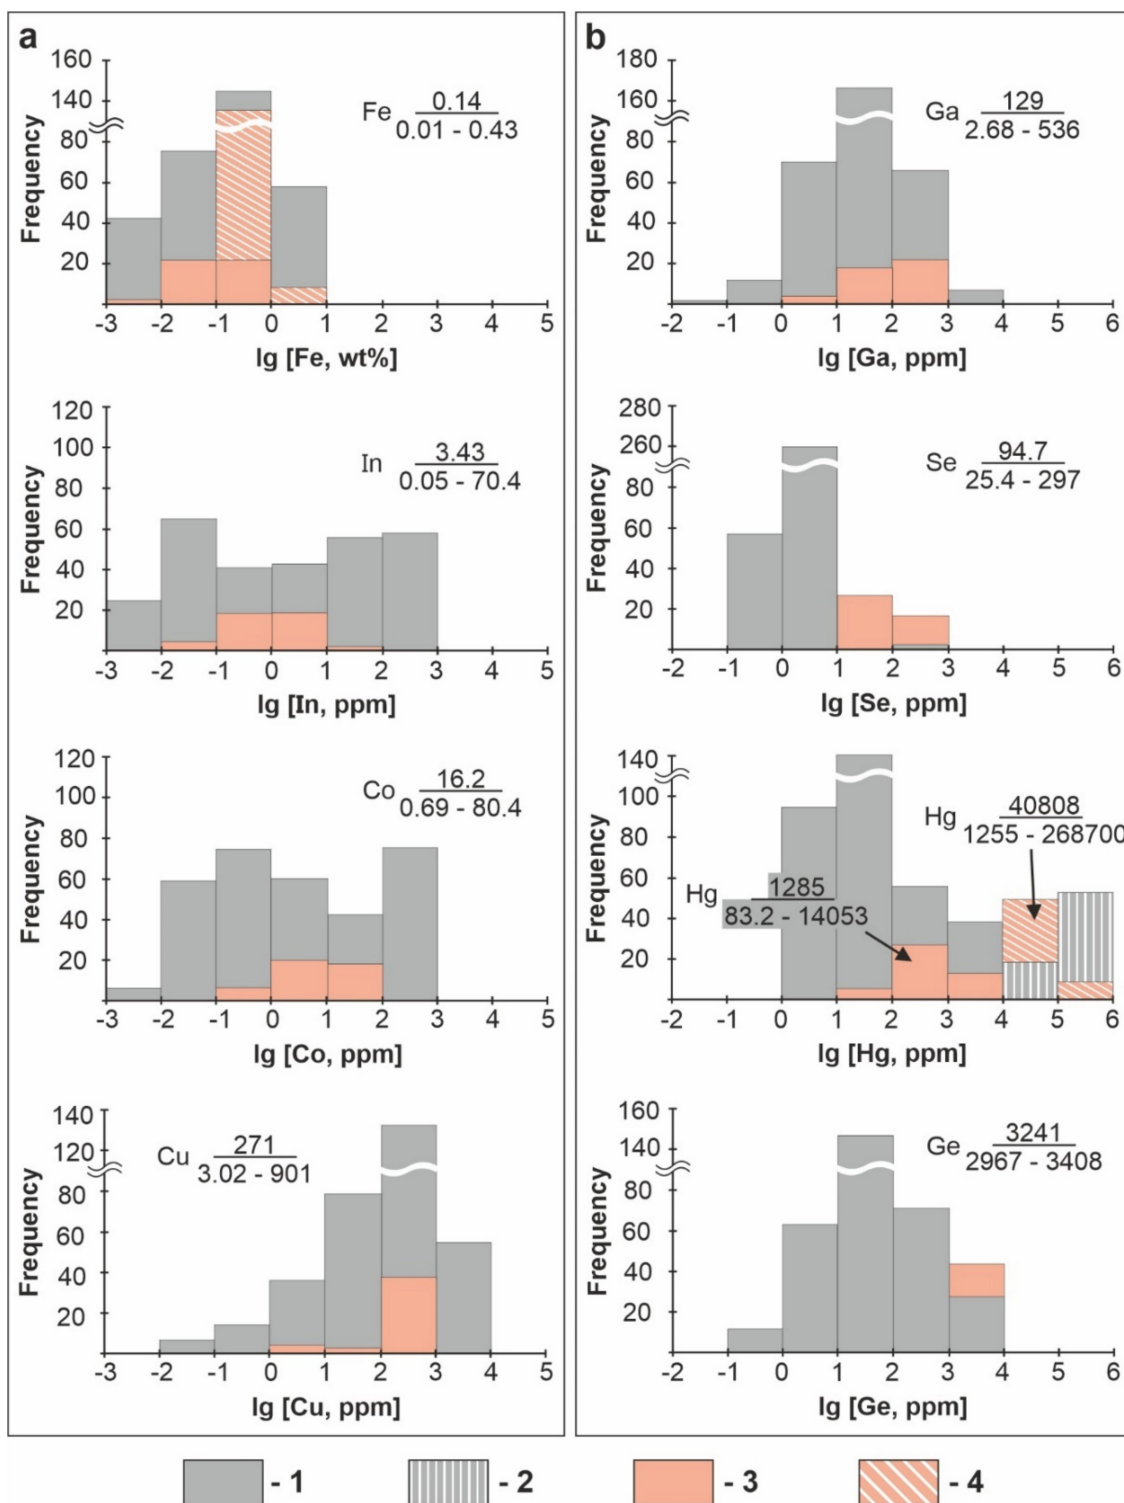 a
160
140
80
60
40
20
Frequency
Fe 0.14
0.01 - 0.43
-3 -2 -1 0 1 2 3 4 5
lg [Fe, wt%]
120
100
80
60
40
20
Frequency
In 3.43
0.05 - 70.4
-3 -2 -1 0 1 2 3 4 5
lg [In, ppm]
120
100
80
60
40
20
Frequency
Co 16.2
0.69 - 80.4
-3 -2 -1 0 1 2 3 4 5
lg [Co, ppm]
140
120
80
60
40
20
Frequency
Cu 271
3.02 - 901
-3 -2 -1 0 1 2 3 4 5
lg [Cu, ppm]
b
180
160
80
60
40
20
Frequency
Ga 129
2.68 - 536
-2 -1 0 1 2 3 4 5 6
lg [Ga, ppm]
280
260
80
60
40
20
Frequency
Se 94.7
25.4 - 297
-2 -1 0 1 2 3 4 5 6
lg [Se, ppm]
140
100
80
60
40
20
Frequency
Hg 40808
1255 - 268700
Hg 1285
83.2 - 14053
-2 -1 0 1 2 3 4 5 6
lg [Hg, ppm]
160
140
80
60
40
20
Frequency
Ge 3241
2967 - 3408
-2 -1 0 1 2 3 4 5 6
lg [Ge, ppm]
- 1 - 2 - 3 - 4